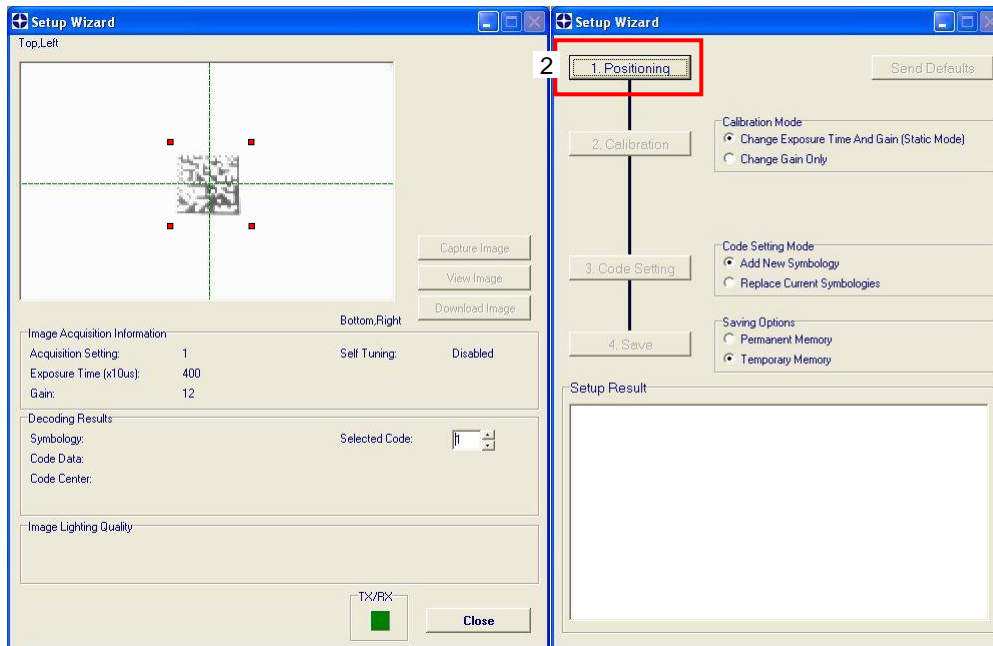 Setup Wizard
Top,Left
Capture Image
View Image
Download Image
Bottom,Right
Image Acquisition Information
Acquisition Setting: 1 Self Tuning: Disabled
Exposure Time (x10us): 400
Gain: 12
Decoding Results
Symbology: Selected Code: 1
Code Data:
Code Center:
Image Lighting Quality
TX/RX
Close
Setup Wizard
2
1. Positioning
Send Defaults
2. Calibration
Calibration Mode
Change Exposure Time And Gain (Static Mode)
Change Gain Only
3. Code Setting
Code Setting Mode
Add New Symbology
Replace Current Symbologies
4. Save
Saving Options
Permanent Memory
Temporary Memory
Setup Result